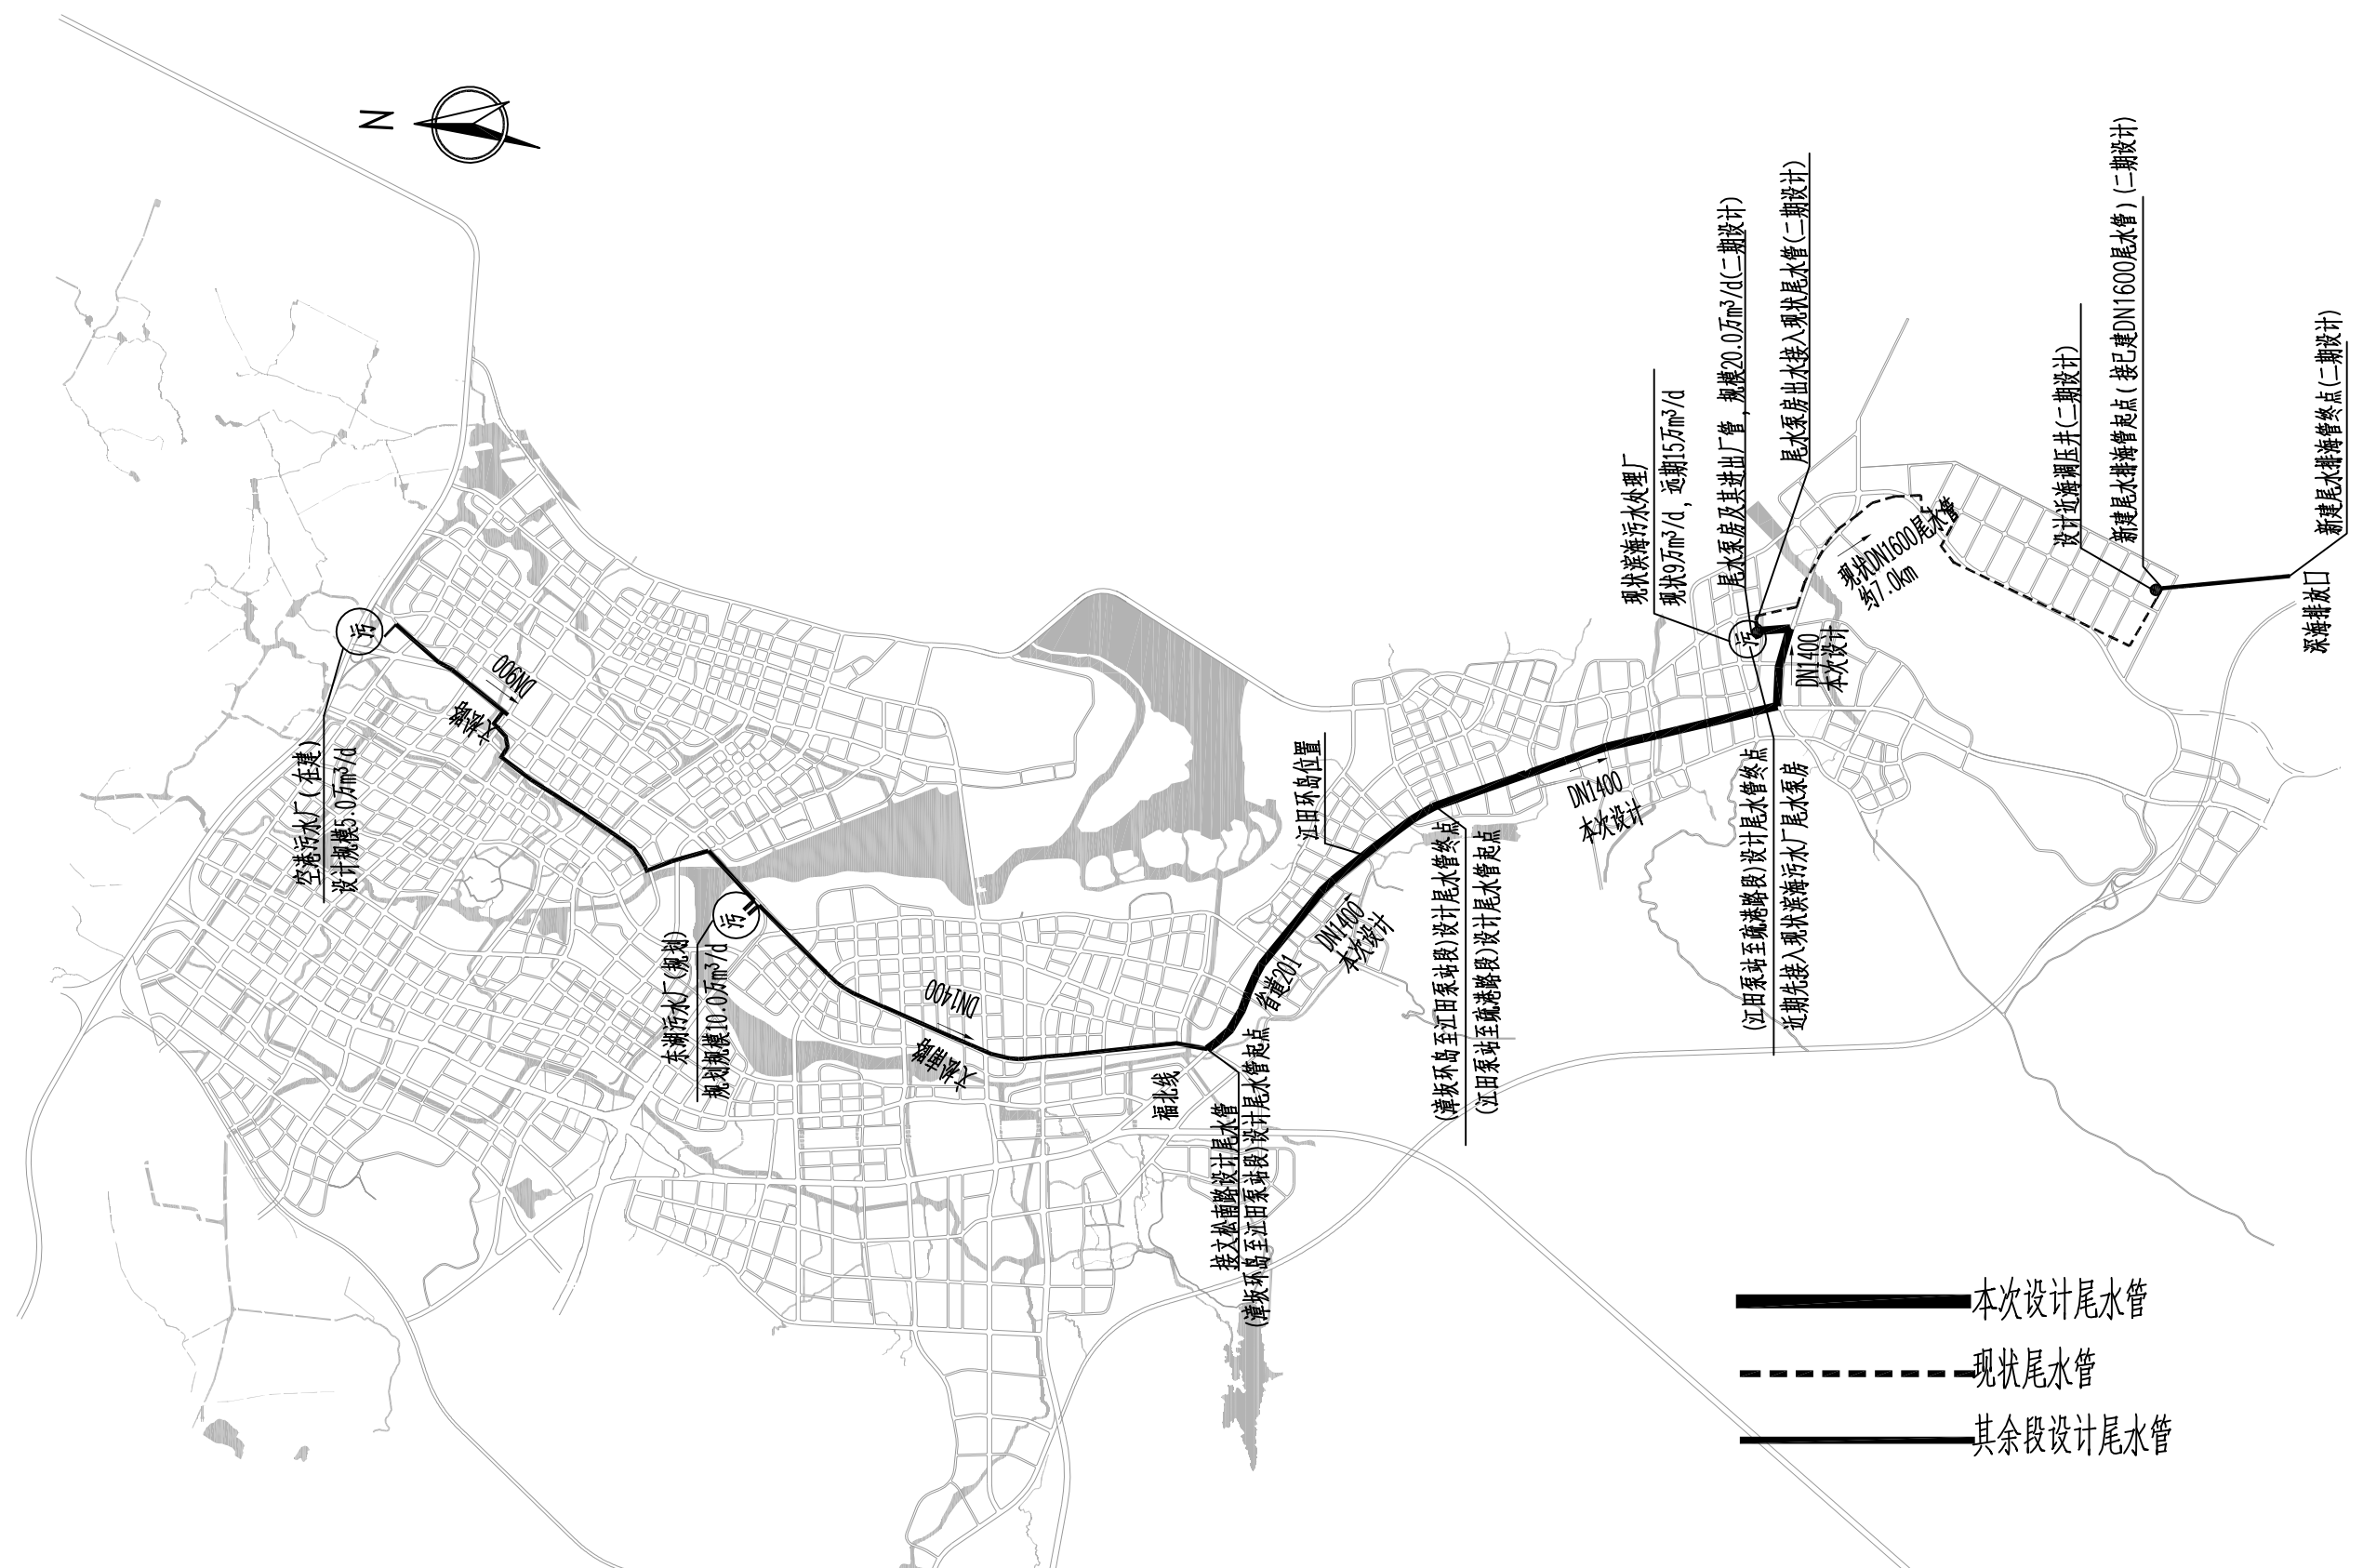 N
空港污水厂(在建)
设计规模5.0万m³/d
污
文松路
DN900
东湖污水厂(规划)
规划规模10.0万m³/d
污
文松南路
DN1400
福北线
接文松南路设计尾水管
(漳坂环岛至江田泵站段)设计尾水管起点
省道201
DN1400
本次设计
江田环岛位置
(漳坂环岛至江田泵站段)设计尾水管终点
(江田泵站至疏港路段)设计尾水管起点
DN1400
本次设计
现状滨海污水处理厂
现状9万m³/d, 远期15万m³/d
尾水泵房及其进出厂管,规模20.0万m³/d(二期设计)
尾水泵房出水接入现状尾水管(二期设计)
污
DN1400
本次设计
(江田泵站至疏港路段)设计尾水管终点
近期先接入现状滨海污水厂尾水泵房
现状DN1600尾水管
约7.0km
设计近海调压井(二期设计)
新建尾水排海管起点(接已建DN1600尾水管)(二期设计)
新建尾水排海管终点(二期设计)
深海排放口
本次设计尾水管
现状尾水管
其余段设计尾水管